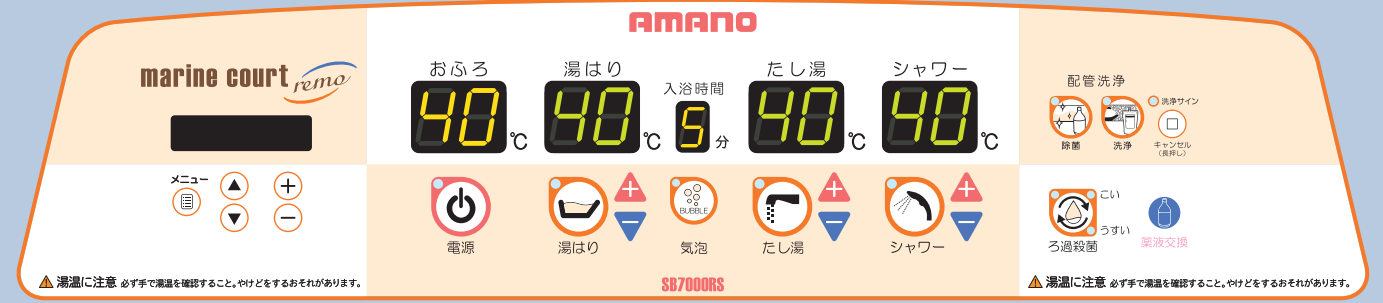 AMANO
marine court remo
おふろ
40℃
湯はり
40℃
入浴時間
5分
たし湯
40℃
シャワー
40℃
配管洗浄
除菌
洗浄
洗浄サイン
キャンセル
(長押し)
メニュー
+
−
電源
湯はり
+
−
BUBBLE
気泡
たし湯
+
−
シャワー
+
−
こい
うすい
ろ過殺菌
薬液交換
湯温に注意 必ず手で湯温を確認すること。やけどをするおそれがあります。
SB7000RS
湯温に注意 必ず手で湯温を確認すること。やけどをするおそれがあります。